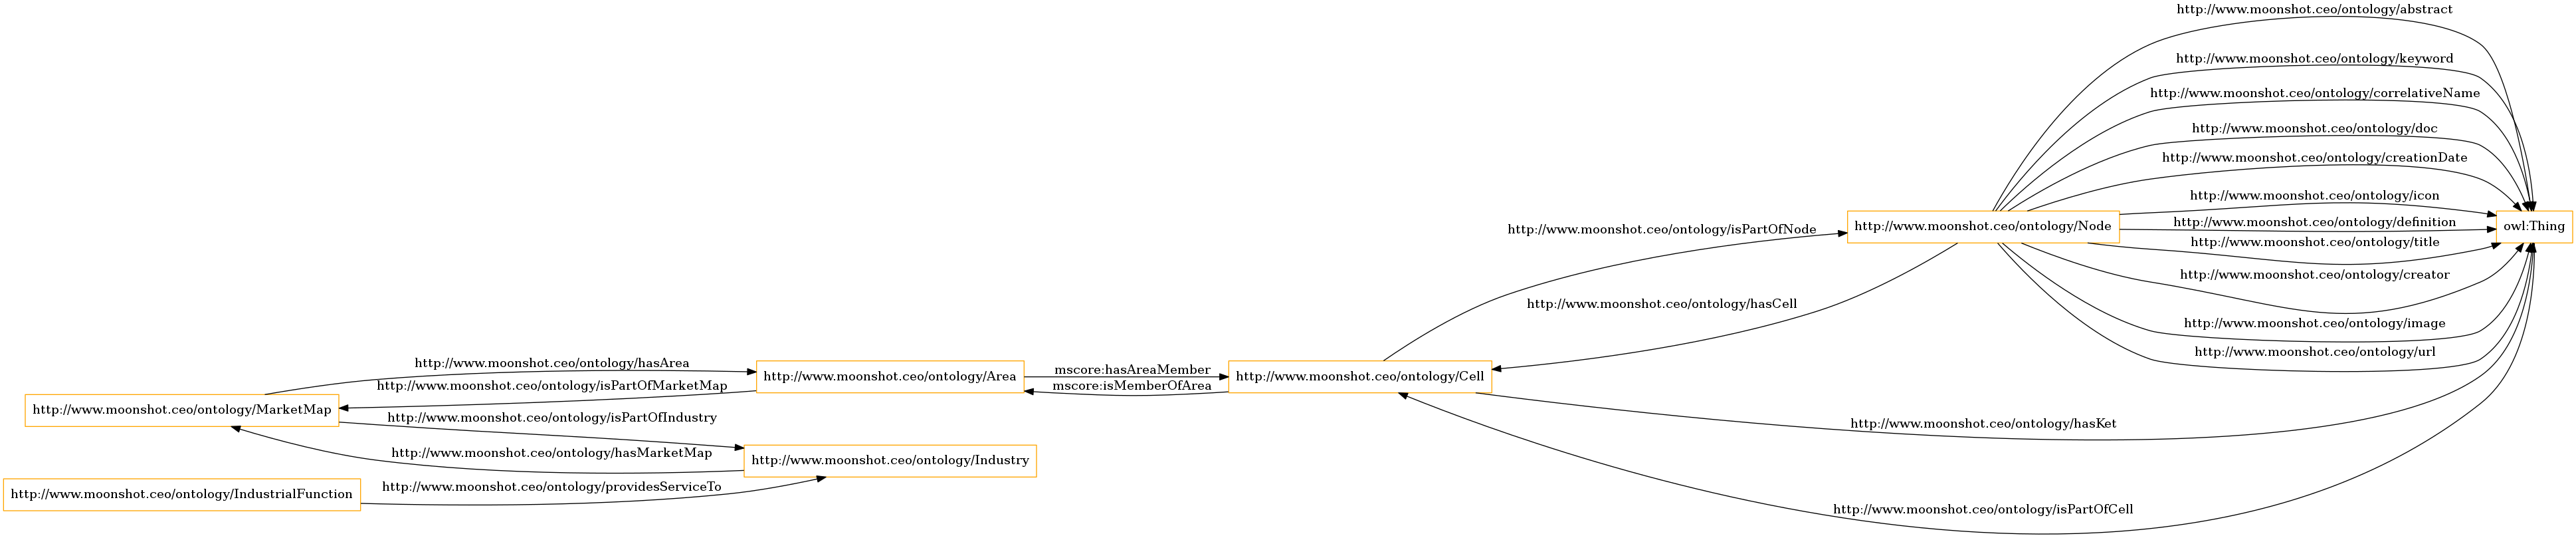 http://www.moonshot.ceo/ontology/abstract
http://www.moonshot.ceo/ontology/keyword
http://www.moonshot.ceo/ontology/correlativeName
http://www.moonshot.ceo/ontology/doc
http://www.moonshot.ceo/ontology/creationDate
http://www.moonshot.ceo/ontology/icon
http://www.moonshot.ceo/ontology/definition
http://www.moonshot.ceo/ontology/title
http://www.moonshot.ceo/ontology/creator
http://www.moonshot.ceo/ontology/image
http://www.moonshot.ceo/ontology/url
http://www.moonshot.ceo/ontology/Node
owl:Thing
http://www.moonshot.ceo/ontology/isPartOfNode
http://www.moonshot.ceo/ontology/hasCell
http://www.moonshot.ceo/ontology/hasArea
http://www.moonshot.ceo/ontology/isPartOfMarketMap
http://www.moonshot.ceo/ontology/Area
mscore:hasAreaMember
mscore:isMemberOfArea
http://www.moonshot.ceo/ontology/Cell
http://www.moonshot.ceo/ontology/MarketMap
http://www.moonshot.ceo/ontology/isPartOfIndustry
http://www.moonshot.ceo/ontology/hasMarketMap
http://www.moonshot.ceo/ontology/Industry
http://www.moonshot.ceo/ontology/hasKet
http://www.moonshot.ceo/ontology/IndustrialFunction
http://www.moonshot.ceo/ontology/providesServiceTo
http://www.moonshot.ceo/ontology/isPartOfCell